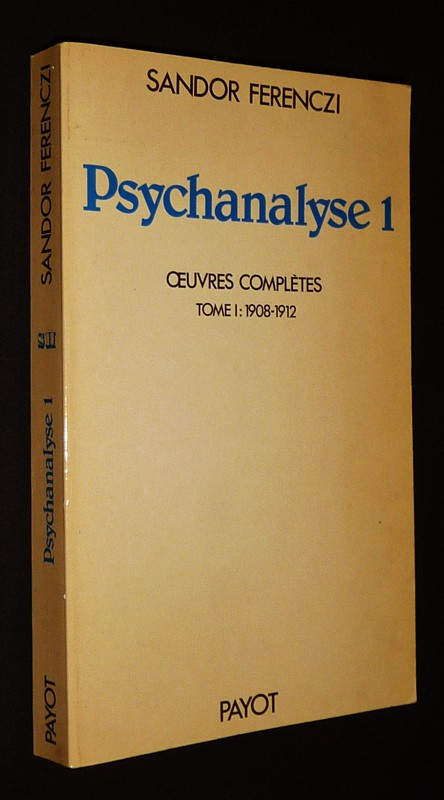 SANDOR FERENCZI
Psychanalyse 1
ŒUVRES COMPLÈTES
TOME I : 1908-1912
PAYOT
SANDOR FERENCZI
Psychanalyse 1
PAYOT